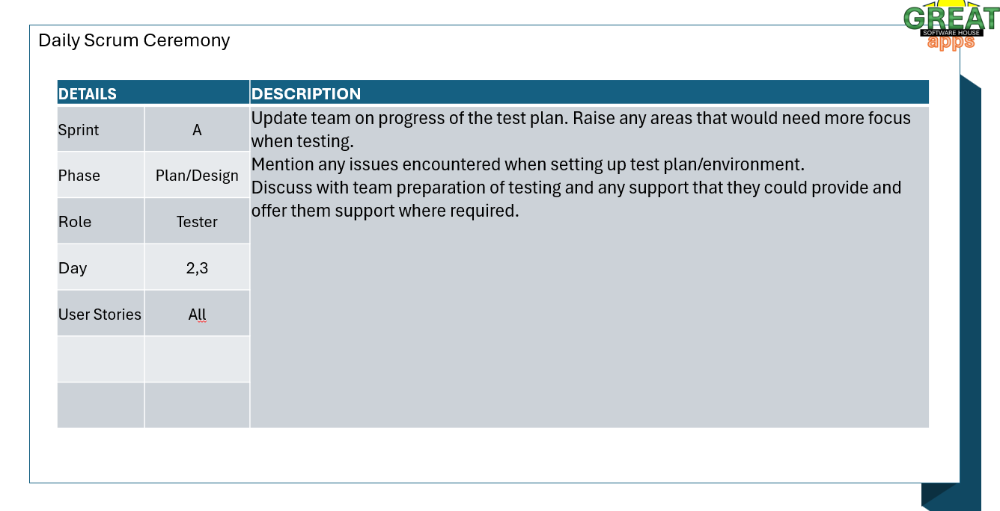 GREAT
SOFTWARE HOUSE
apps
Daily Scrum Ceremony
DETAILS DESCRIPTION
Sprint A
Phase Plan/Design
Role Tester
Day 2,3
User Stories All
Update team on progress of the test plan. Raise any areas that would need more focus
when testing.
Mention any issues encountered when setting up test plan/environment.
Discuss with team preparation of testing and any support that they could provide and
offer them support where required.